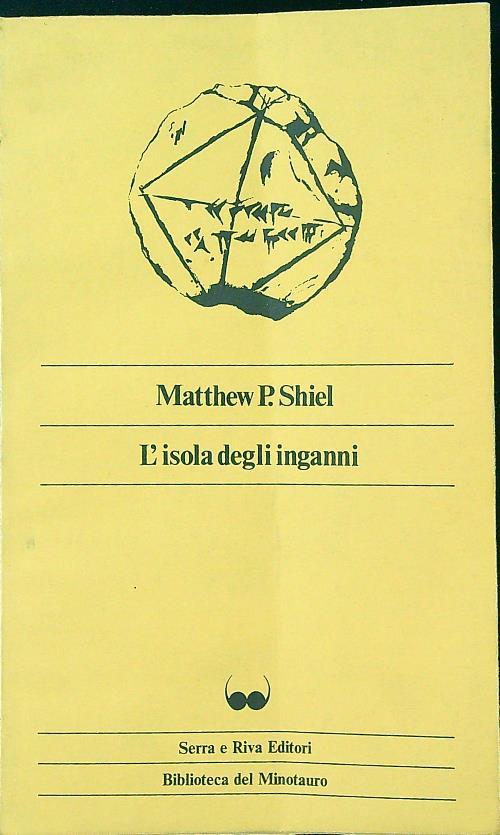 Matthew P. Shiel
L'isola degli inganni
Serra e Riva Editori
Biblioteca del Minotauro